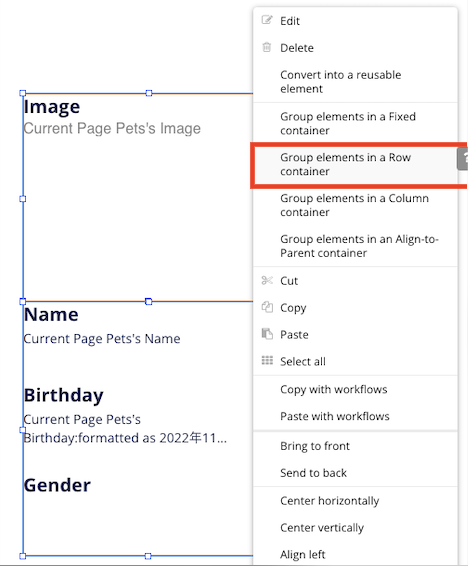 Image
Current Page Pets's Image
Name
Current Page Pets's Name
Birthday
Current Page Pets's
Birthday:formatted as 2022年11...
Gender
Edit
Delete
Convert into a reusable
element
Group elements in a Fixed
container
Group elements in a Row
container
?
Group elements in a Column
container
Group elements in an Align-to-
Parent container
Cut
Copy
Paste
Select all
Copy with workflows
Paste with workflows
Bring to front
Send to back
Center horizontally
Center vertically
Align left